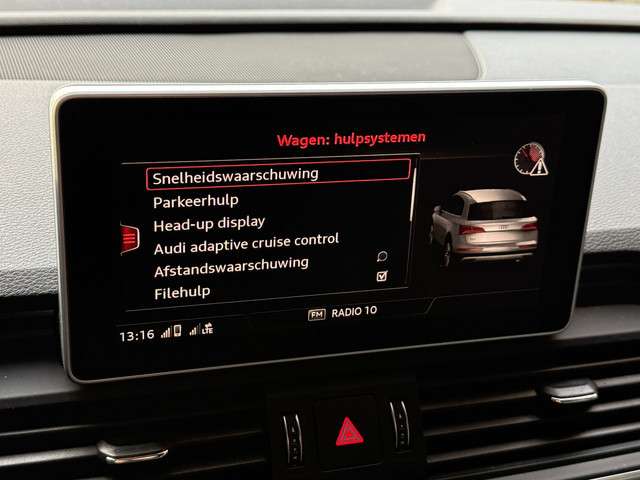 Wagen: hulpsystemen
Snelheidswaarschuwing
Parkeerhulp
Head-up display
Audi adaptive cruise control
Afstandswaarschuwing
Filehulp
FM RADIO 10
13:16 LTE